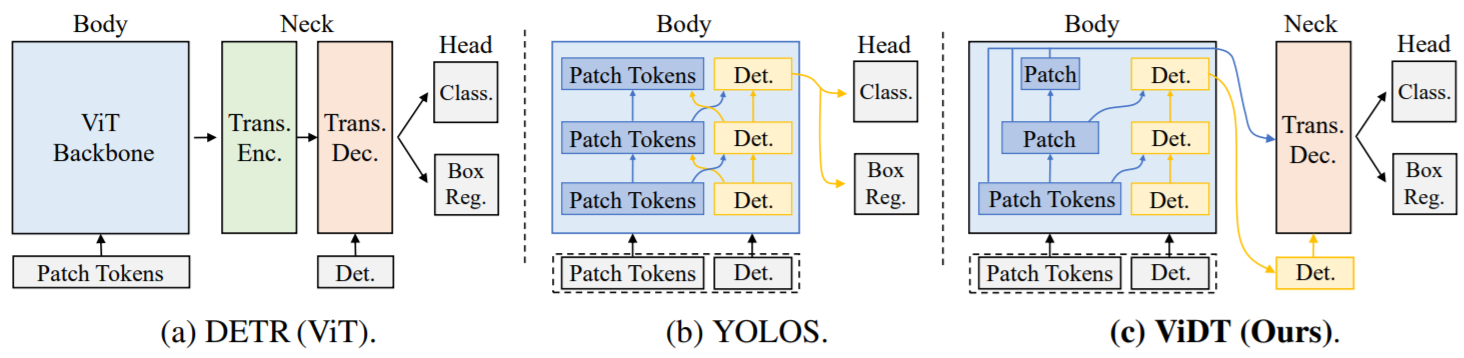 Body
Neck
Head
ViT
Backbone
Trans.
Enc.
Trans.
Dec.
Class.
Box
Reg.
Patch Tokens
Det.
(a) DETR (ViT).
Body
Head
Patch Tokens
Det.
Patch Tokens
Det.
Patch Tokens
Det.
Class.
Box
Reg.
Patch Tokens
Det.
(b) YOLOS.
Body
Neck
Head
Patch
Det.
Patch
Det.
Patch Tokens
Det.
Trans.
Dec.
Class.
Box
Reg.
Patch Tokens
Det.
Det.
(c) ViDT (Ours).